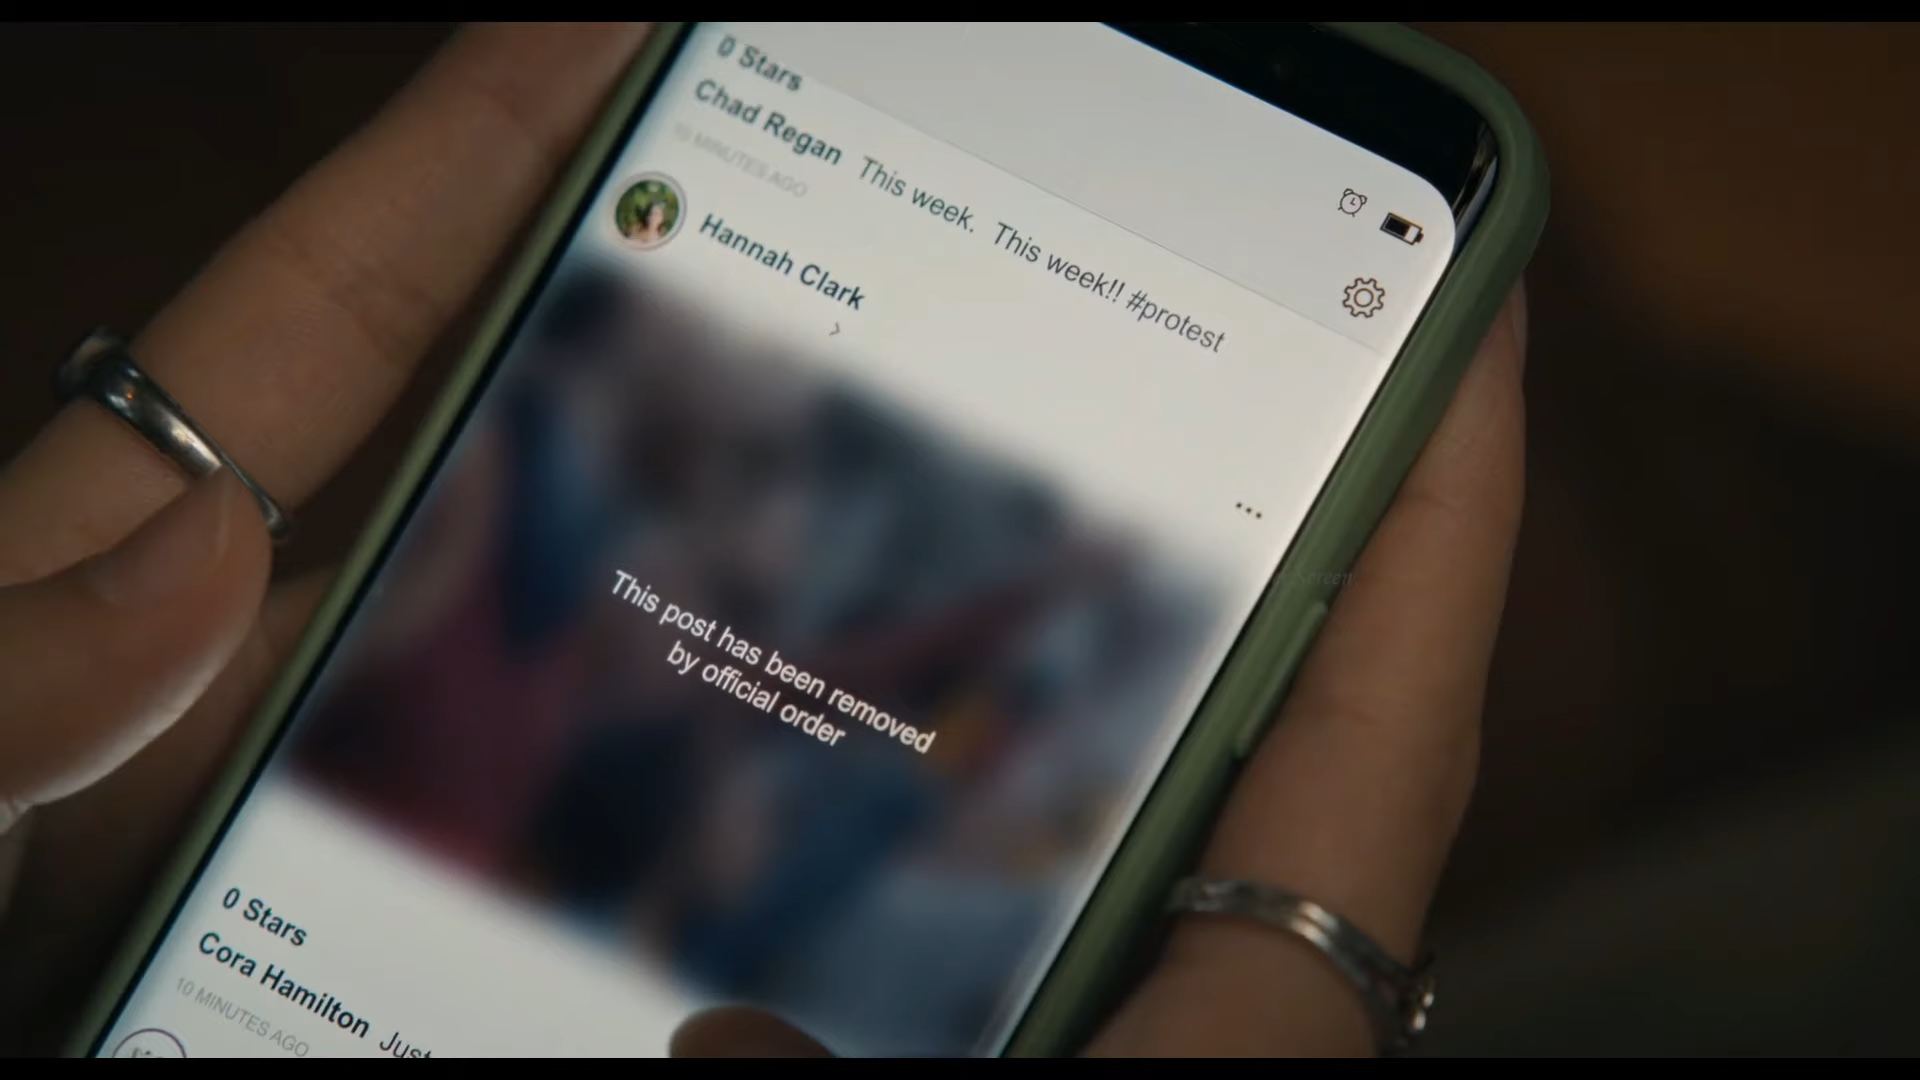 0 Stars
Chad Regan This week. This week!! #protest
10 MINUTES AGO
Hannah Clark
This post has been removed
by official order
0 Stars
Cora Hamilton Just
10 MINUTES AGO
Screen